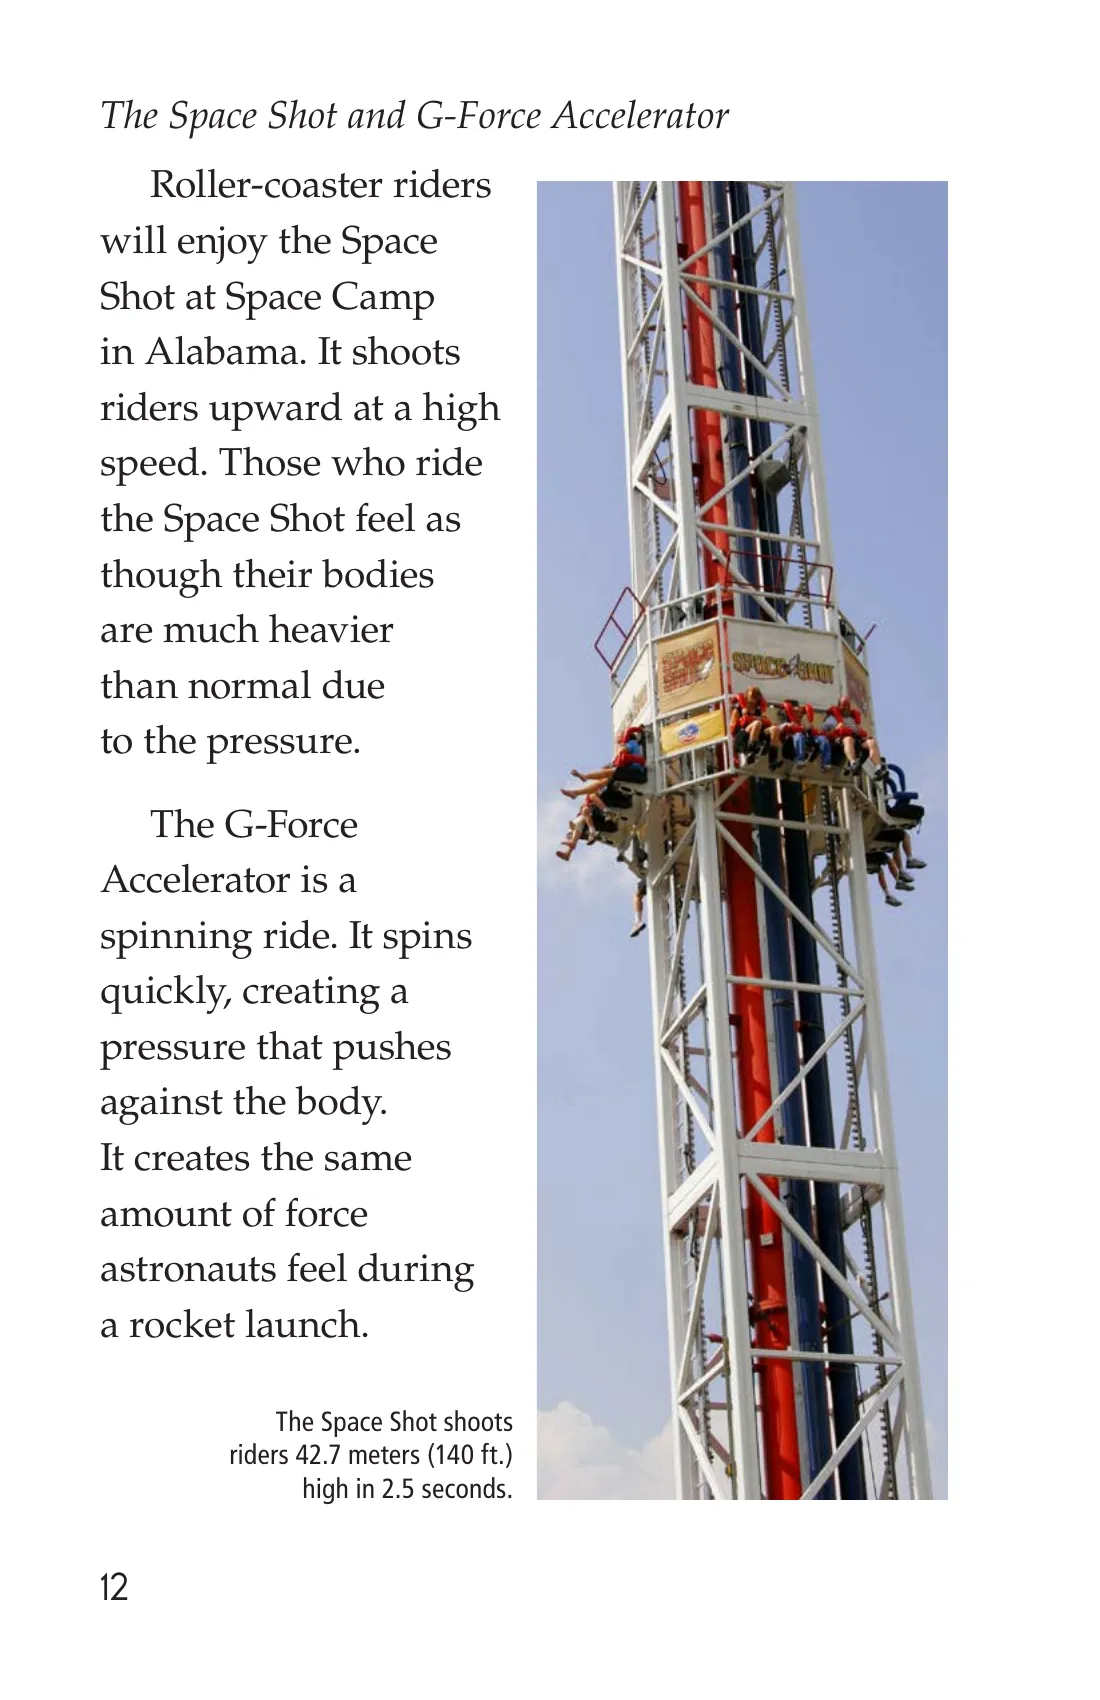 The Space Shot and G-Force Accelerator
Roller-coaster riders
will enjoy the Space
Shot at Space Camp
in Alabama. It shoots
riders upward at a high
speed. Those who ride
the Space Shot feel as
though their bodies
are much heavier
than normal due
to the pressure.
The G-Force
Accelerator is a
spinning ride. It spins
quickly, creating a
pressure that pushes
against the body.
It creates the same
amount of force
astronauts feel during
a rocket launch.
SPACE
SHOT
SPACE SHOT
The Space Shot shoots
riders 42.7 meters (140 ft.)
high in 2.5 seconds.
12